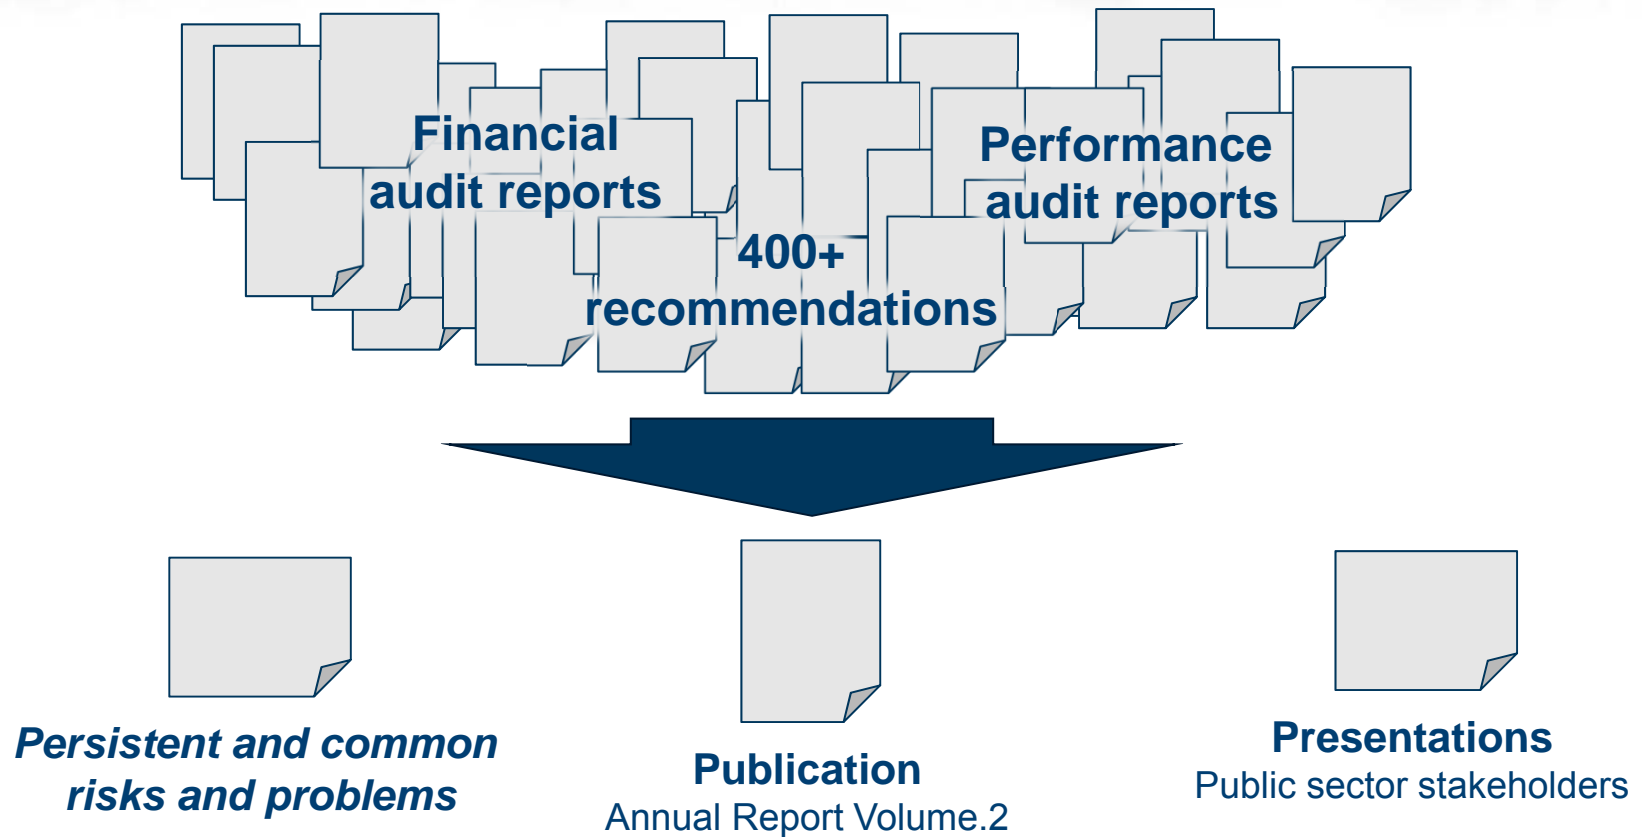 Financial
audit reports
Performance
audit reports
400+
recommendations
Persistent and common
risks and problems
Publication
Annual Report Volume.2
Presentations
Public sector stakeholders